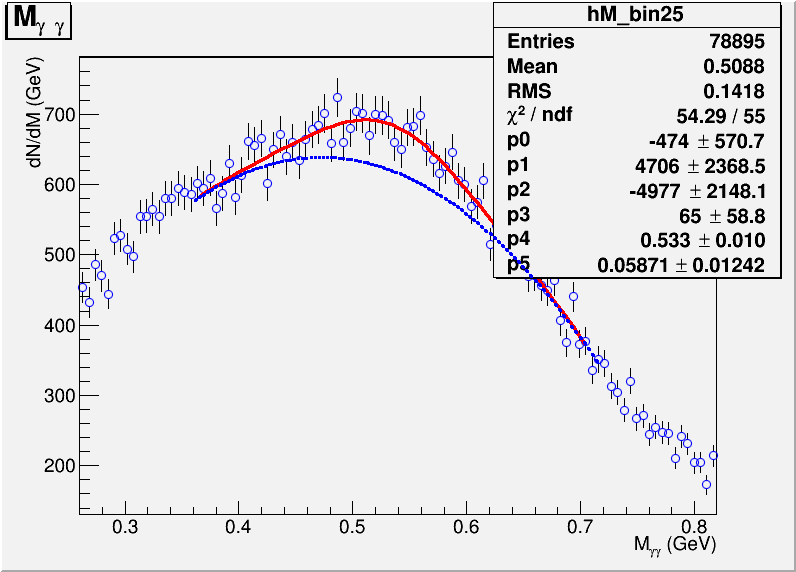 Mγ γ
hM_bin25
Entries 78895
Mean 0.5088
RMS 0.1418
χ² / ndf 54.29 / 55
p0 -474 ± 570.7
p1 4706 ± 2368.5
p2 -4977 ± 2148.1
p3 65 ± 58.8
p4 0.533 ± 0.010
p5 0.05871 ± 0.01242
dN/dM (GeV)
700
600
500
400
300
200
0.3 0.4 0.5 0.6 0.7 0.8
Mγγ (GeV)